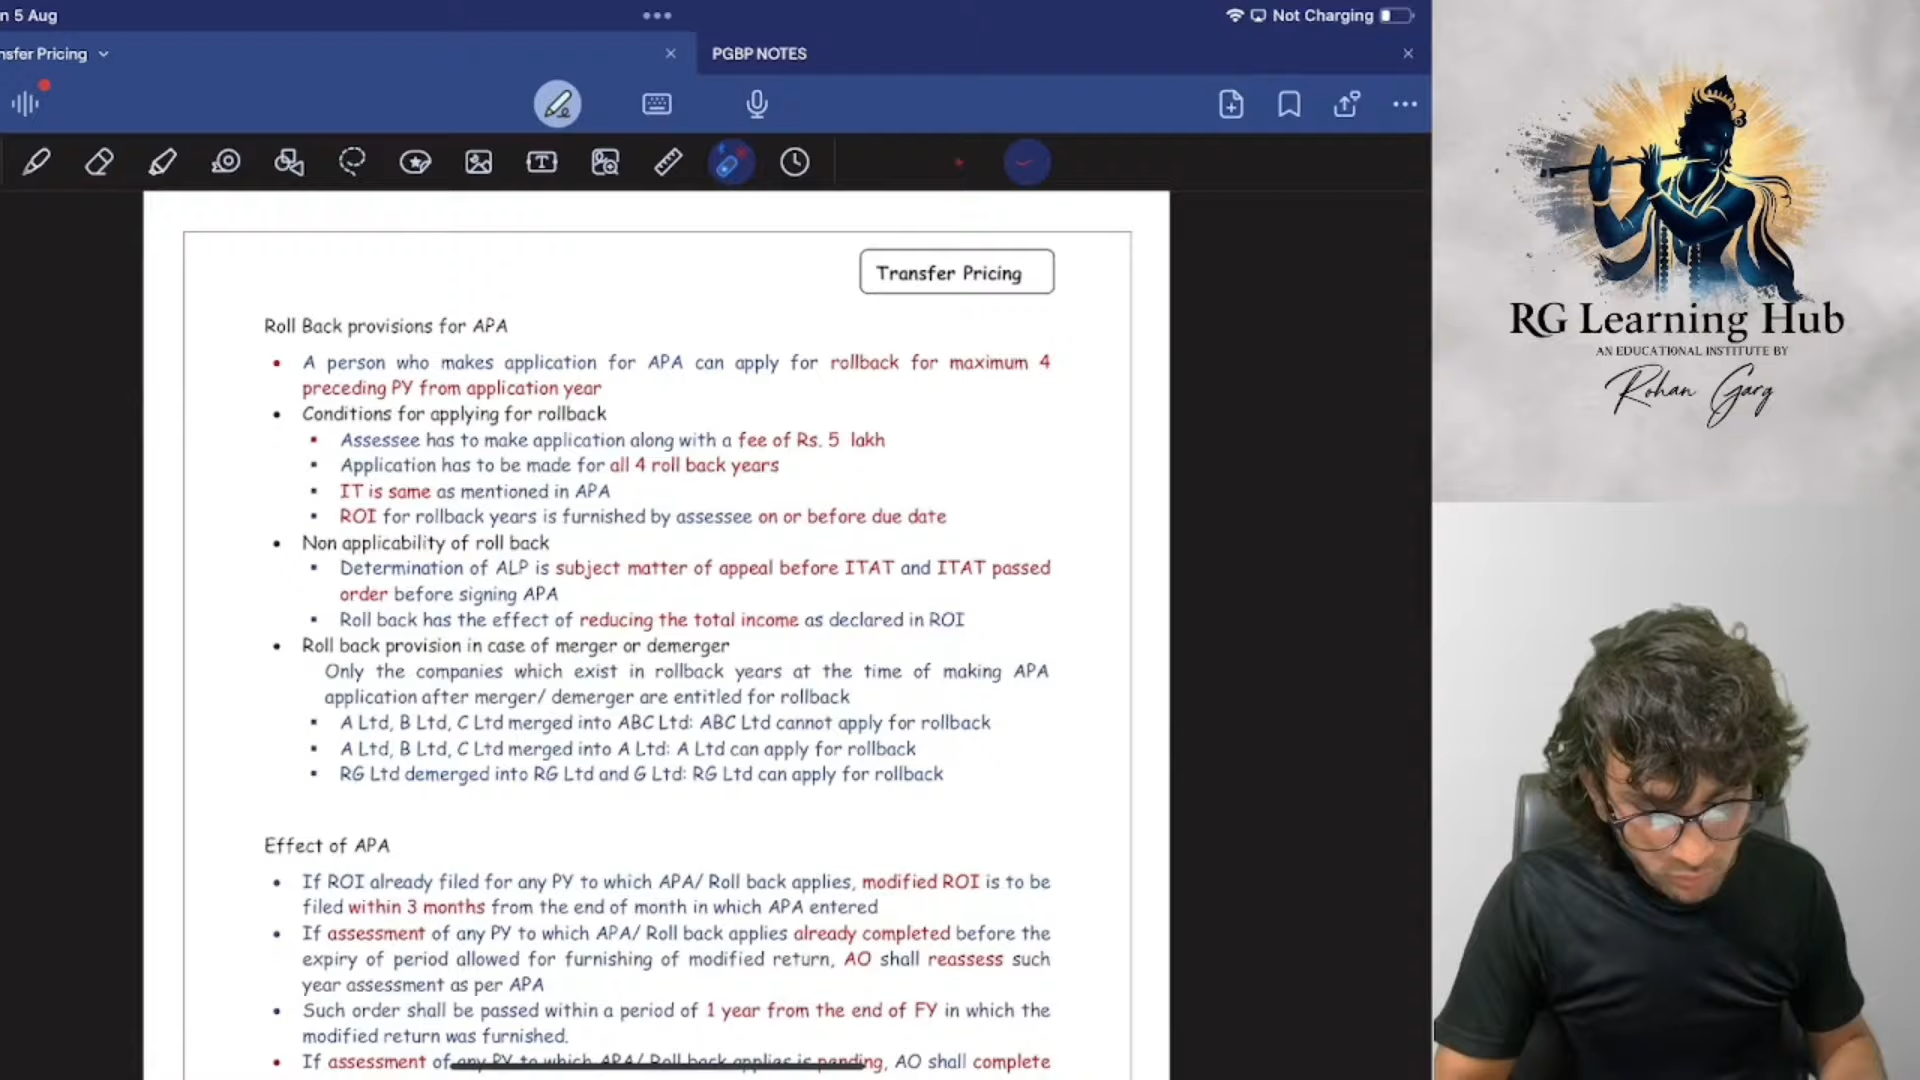 n 5 Aug
Not Charging
nsfer Pricing
PGBP NOTES
Transfer Pricing
Roll Back provisions for APA
• A person who makes application for APA can apply for rollback for maximum 4
preceding PY from application year
• Conditions for applying for rollback
▪ Assessee has to make application along with a fee of Rs. 5 lakh
▪ Application has to be made for all 4 roll back years
▪ IT is same as mentioned in APA
▪ ROI for rollback years is furnished by assessee on or before due date
• Non applicability of roll back
▪ Determination of ALP is subject matter of appeal before ITAT and ITAT passed
order before signing APA
▪ Roll back has the effect of reducing the total income as declared in ROI
• Roll back provision in case of merger or demerger
Only the companies which exist in rollback years at the time of making APA
application after merger/ demerger are entitled for rollback
▪ A Ltd, B Ltd, C Ltd merged into ABC Ltd: ABC Ltd cannot apply for rollback
▪ A Ltd, B Ltd, C Ltd merged into A Ltd: A Ltd can apply for rollback
▪ RG Ltd demerged into RG Ltd and G Ltd: RG Ltd can apply for rollback
Effect of APA
• If ROI already filed for any PY to which APA/ Roll back applies, modified ROI is to be
filed within 3 months from the end of month in which APA entered
• If assessment of any PY to which APA/ Roll back applies already completed before the
expiry of period allowed for furnishing of modified return, AO shall reassess such
year assessment as per APA
• Such order shall be passed within a period of 1 year from the end of FY in which the
modified return was furnished.
• If assessment of any PY to which APA/ Roll back applies is pending, AO shall complete
RG Learning Hub
AN EDUCATIONAL INSTITUTE BY
Rohan Garg